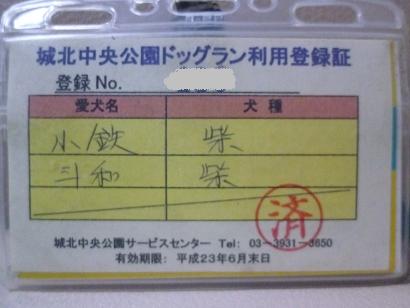 城北中央公園ドッグラン利用登録証
登録No.
愛犬名 犬種
小鉄 柴
斗和 柴
済
城北中央公園サービスセンター Tel: 03-3931-3650
有効期限: 平成23年6月末日